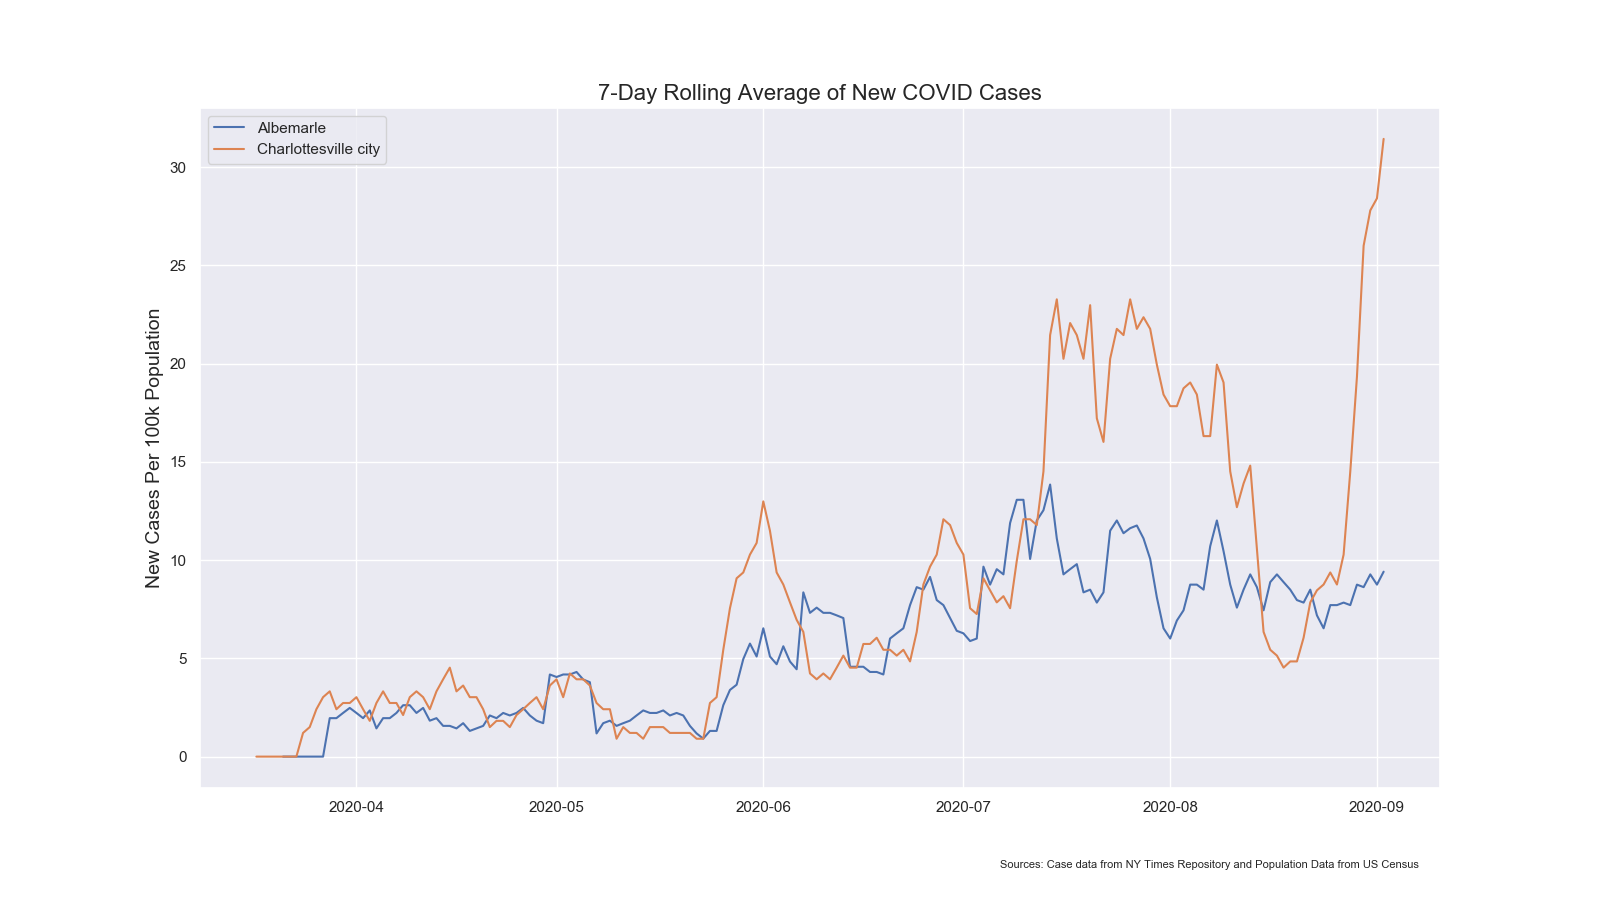 7-Day Rolling Average of New COVID Cases
Albemarle
Charlottesville city
New Cases Per 100k Population
30
25
20
15
10
5
0
2020-04 2020-05 2020-06 2020-07 2020-08 2020-09
Sources: Case data from NY Times Repository and Population Data from US Census